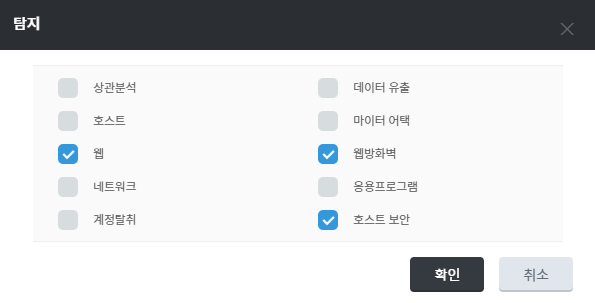 탐지
상관분석 데이터 유출
호스트 마이터 어택
웹 웹방화벽
네트워크 응용프로그램
계정탈취 호스트 보안
확인 취소